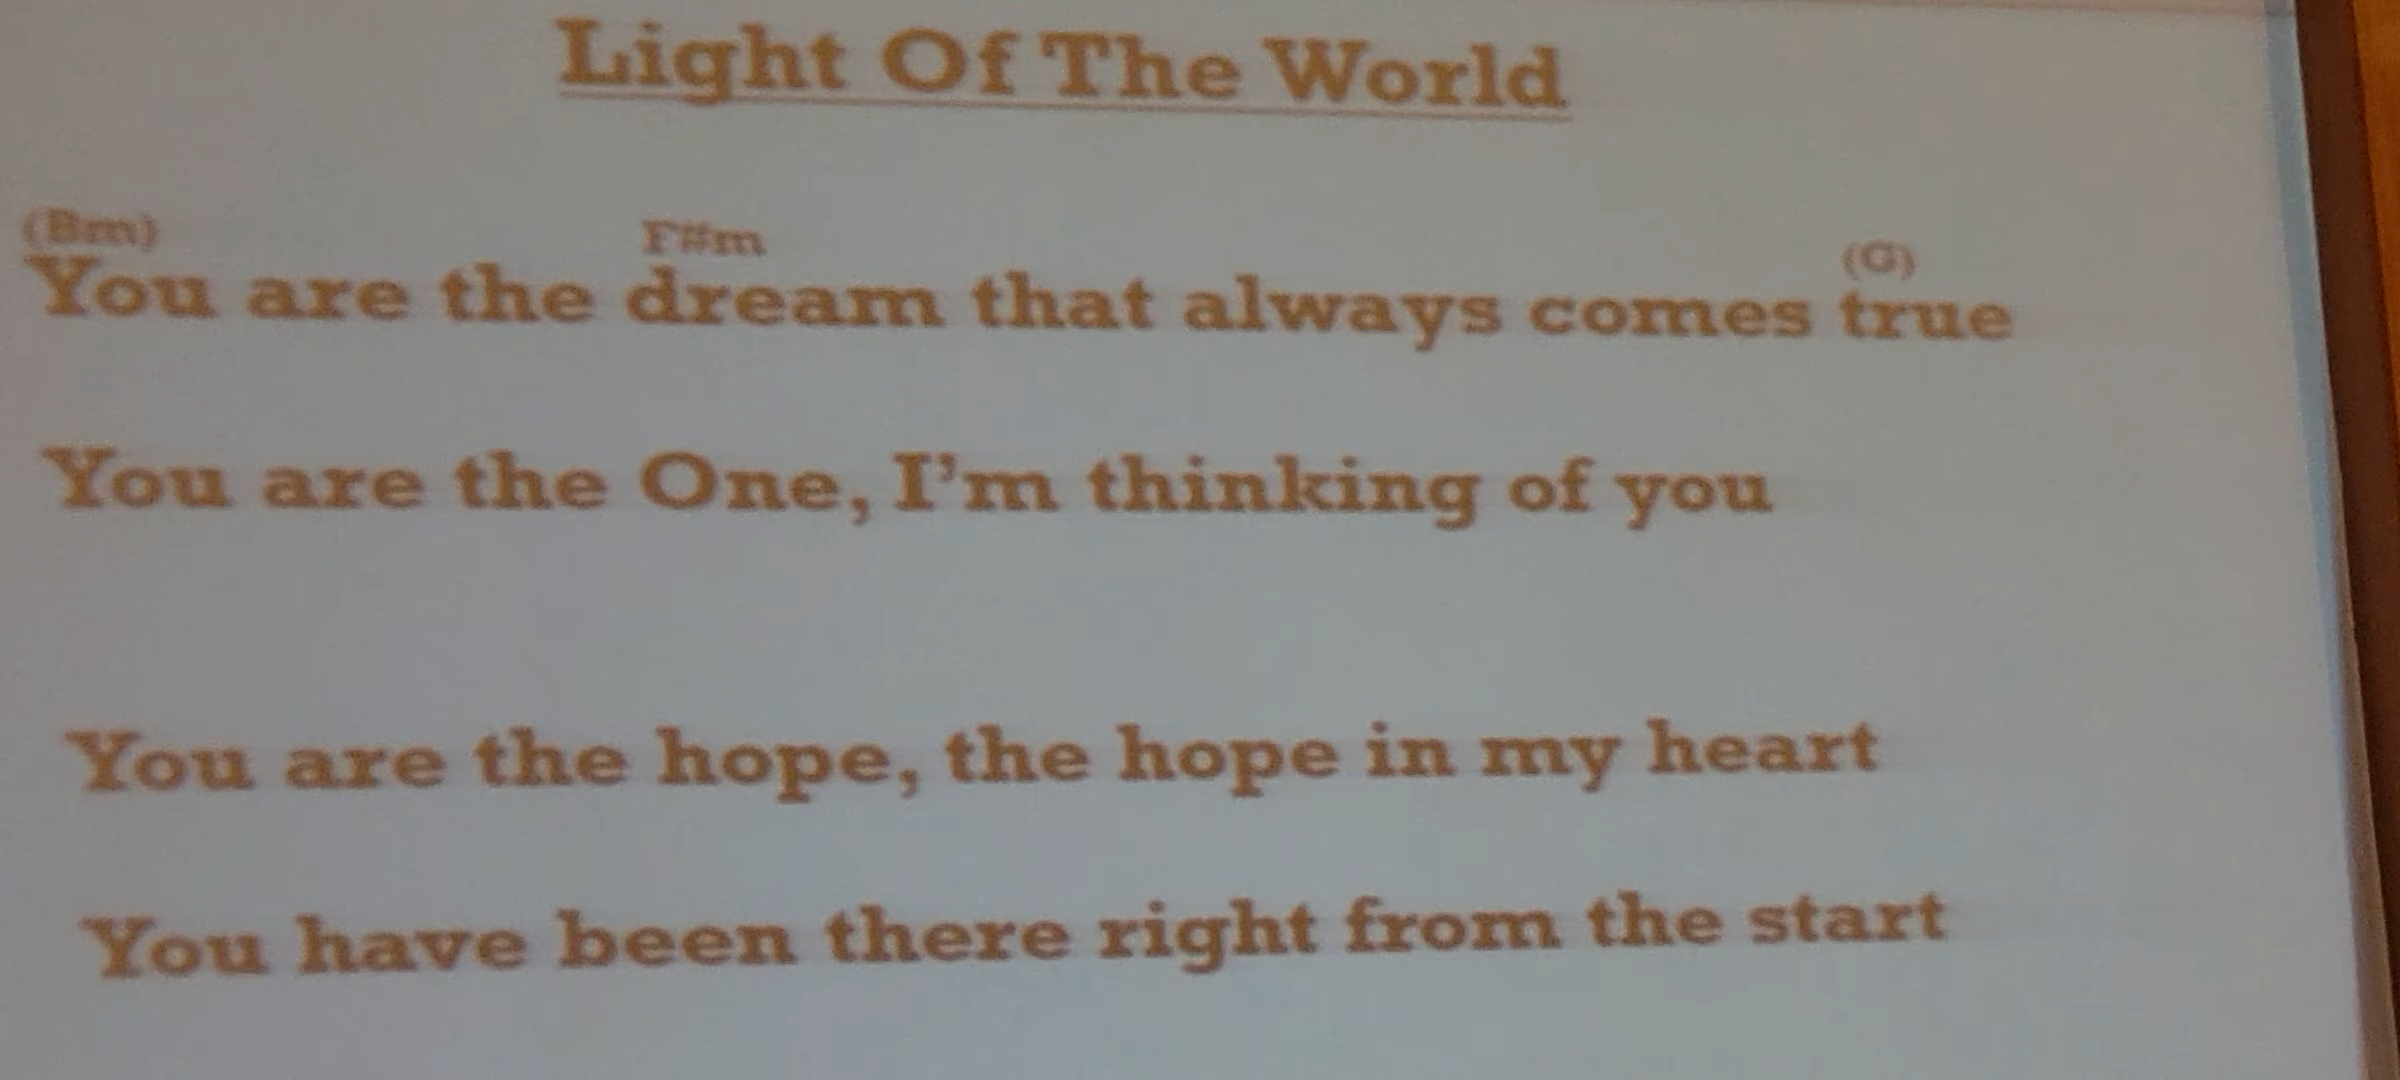 Light Of The World
(Bm) F#m (G)
You are the dream that always comes true
You are the One, I'm thinking of you
You are the hope, the hope in my heart
You have been there right from the start